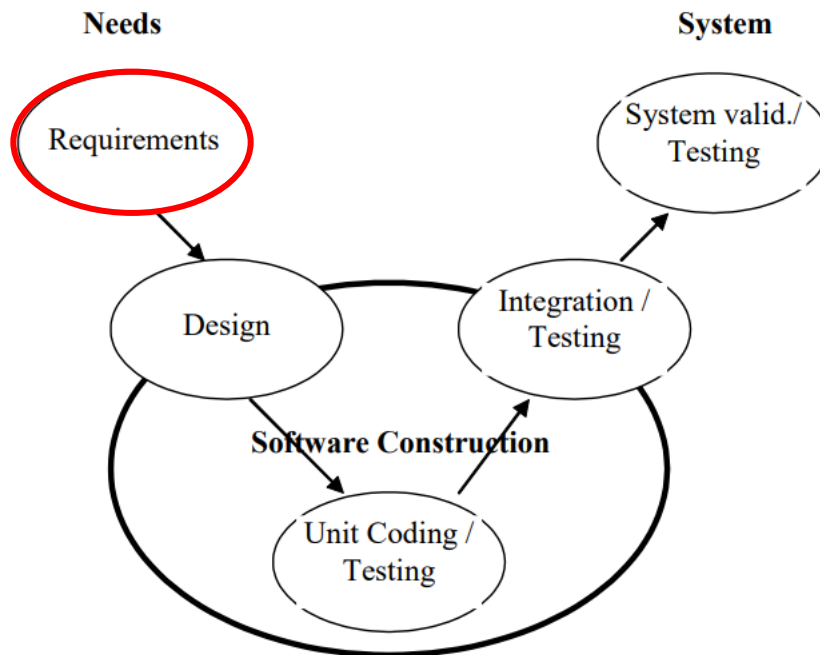 Needs
System
Requirements
System valid./
Testing
Design
Integration /
Testing
Software Construction
Unit Coding /
Testing